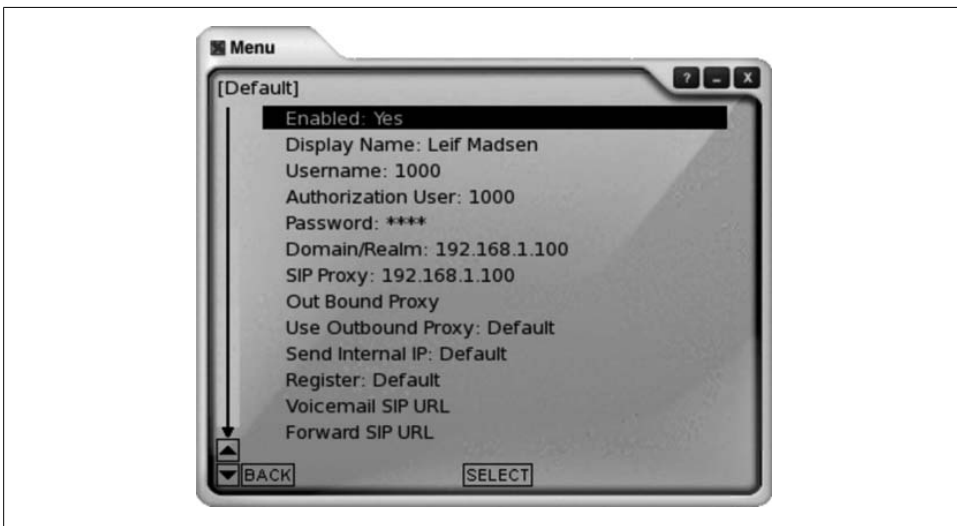 Menu
? – X
[Default]
Enabled: Yes
Display Name: Leif Madsen
Username: 1000
Authorization User: 1000
Password: ****
Domain/Realm: 192.168.1.100
SIP Proxy: 192.168.1.100
Out Bound Proxy
Use Outbound Proxy: Default
Send Internal IP: Default
Register: Default
Voicemail SIP URL
Forward SIP URL
BACK SELECT